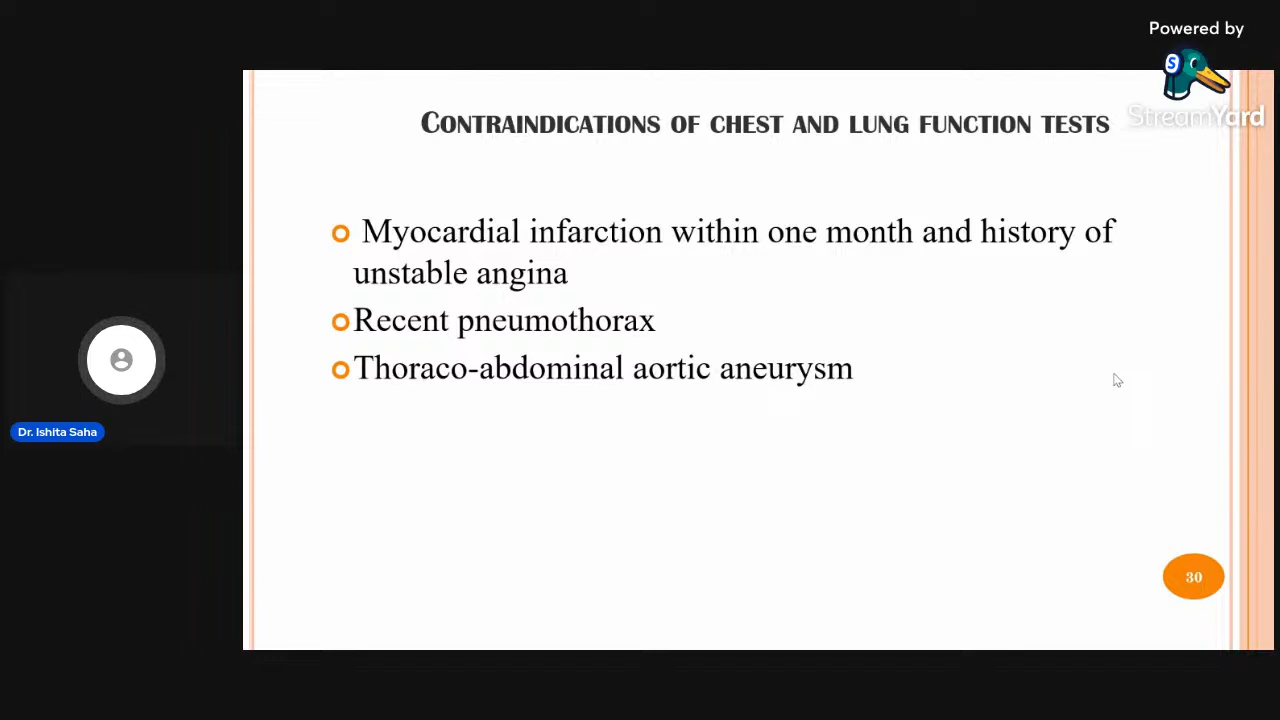 Powered by
StreamYard
CONTRAINDICATIONS OF CHEST AND LUNG FUNCTION TESTS
Myocardial infarction within one month and history of
unstable angina
Recent pneumothorax
Thoraco-abdominal aortic aneurysm
Dr. Ishita Saha
30